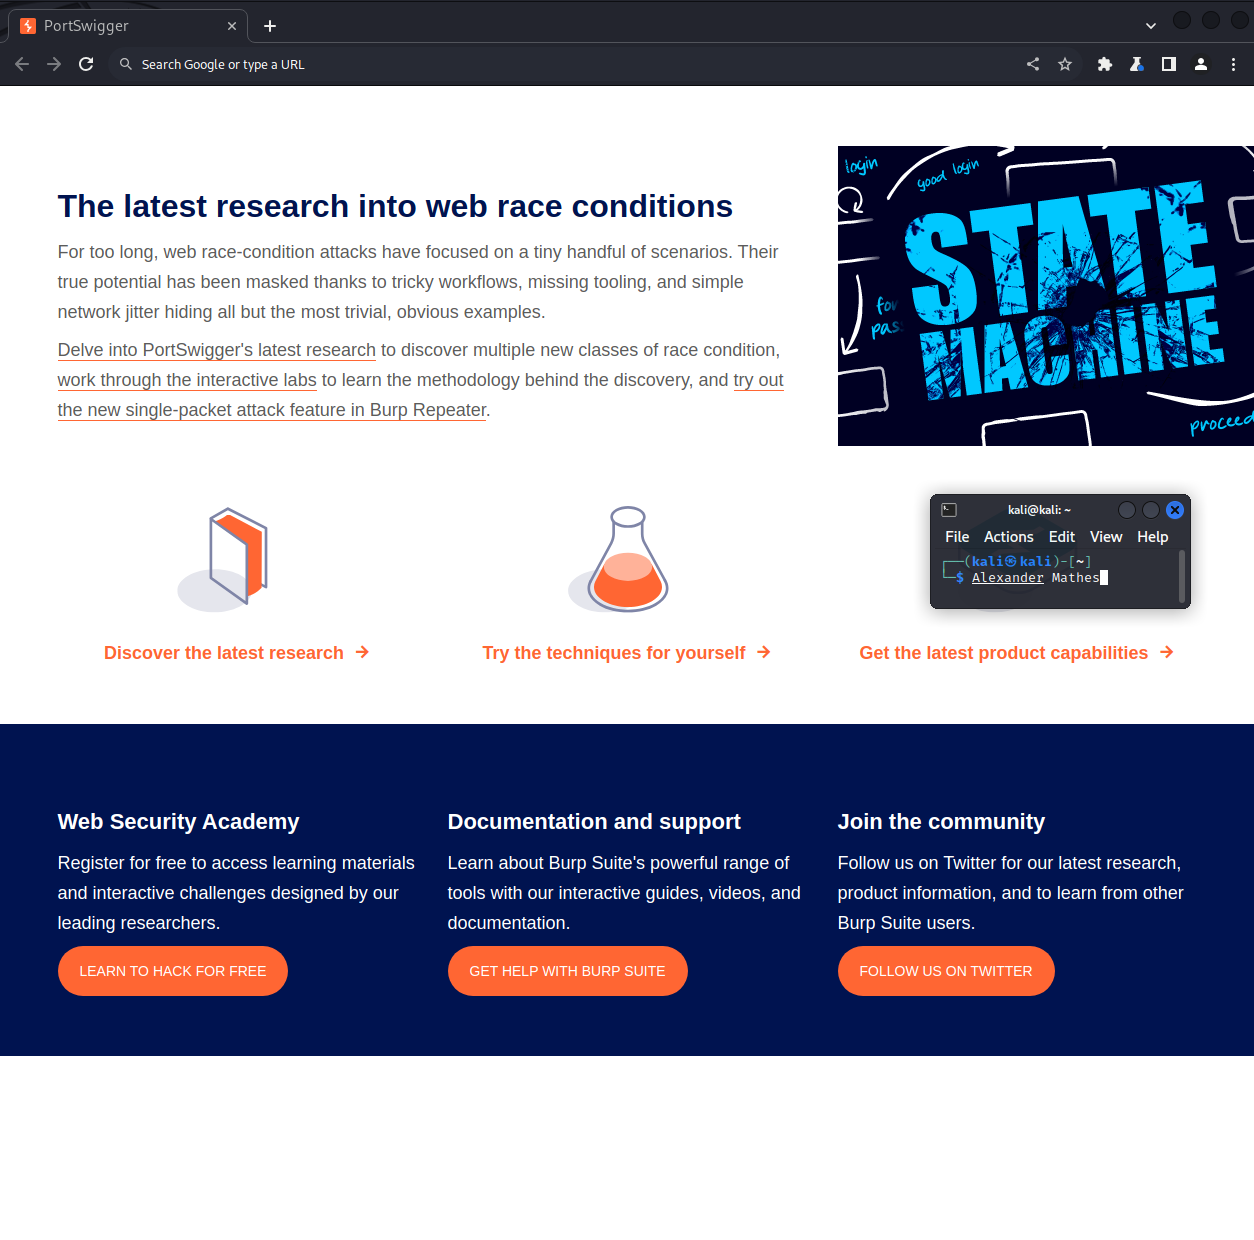 PortSwigger
Search Google or type a URL
The latest research into web race conditions
For too long, web race-condition attacks have focused on a tiny handful of scenarios. Their
true potential has been masked thanks to tricky workflows, missing tooling, and simple
network jitter hiding all but the most trivial, obvious examples.
Delve into PortSwigger's latest research to discover multiple new classes of race condition,
work through the interactive labs to learn the methodology behind the discovery, and try out
the new single-packet attack feature in Burp Repeater.
login
good login
STATE
MACHINE
proceed
kali@kali: ~
File Actions Edit View Help
┌──(kali㉿kali)-[~]
└─$ Alexander Mathes
Discover the latest research →
Try the techniques for yourself →
Get the latest product capabilities →
Web Security Academy
Register for free to access learning materials
and interactive challenges designed by our
leading researchers.
LEARN TO HACK FOR FREE
Documentation and support
Learn about Burp Suite's powerful range of
tools with our interactive guides, videos, and
documentation.
GET HELP WITH BURP SUITE
Join the community
Follow us on Twitter for our latest research,
product information, and to learn from other
Burp Suite users.
FOLLOW US ON TWITTER